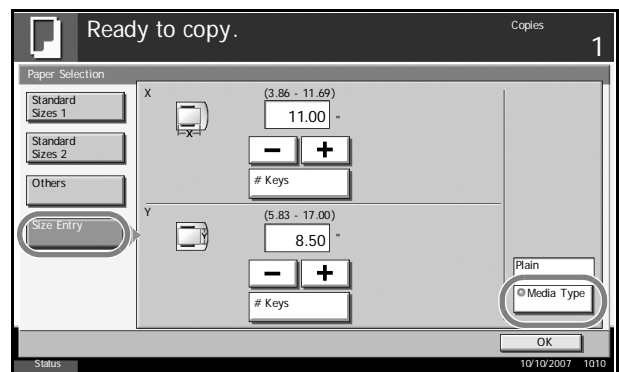 Ready to copy.
Copies
1
Paper Selection
Standard
Sizes 1
Standard
Sizes 2
Others
Size Entry
X
(3.86 - 11.69)
11.00 "
X
− +
# Keys
Y
(5.83 - 17.00)
8.50 "
Y
− +
# Keys
Plain
Media Type
OK
Status
10/10/2007 10:10